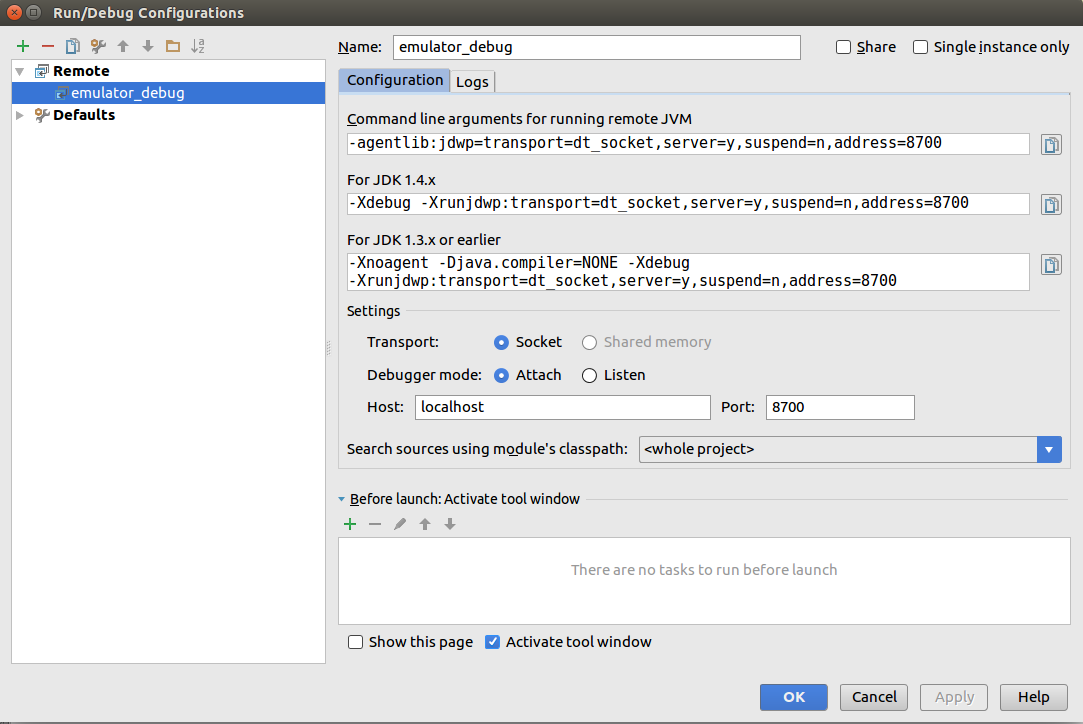 Run/Debug Configurations
Remote
emulator_debug
Defaults
Name: emulator_debug Share Single instance only
Configuration Logs
Command line arguments for running remote JVM
-agentlib:jdwp=transport=dt_socket,server=y,suspend=n,address=8700
For JDK 1.4.x
-Xdebug -Xrunjdwp:transport=dt_socket,server=y,suspend=n,address=8700
For JDK 1.3.x or earlier
-Xnoagent -Djava.compiler=NONE -Xdebug
-Xrunjdwp:transport=dt_socket,server=y,suspend=n,address=8700
Settings
Transport: Socket Shared memory
Debugger mode: Attach Listen
Host: localhost Port: 8700
Search sources using module's classpath: <whole project>
Before launch: Activate tool window
There are no tasks to run before launch
Show this page Activate tool window
OK Cancel Apply Help